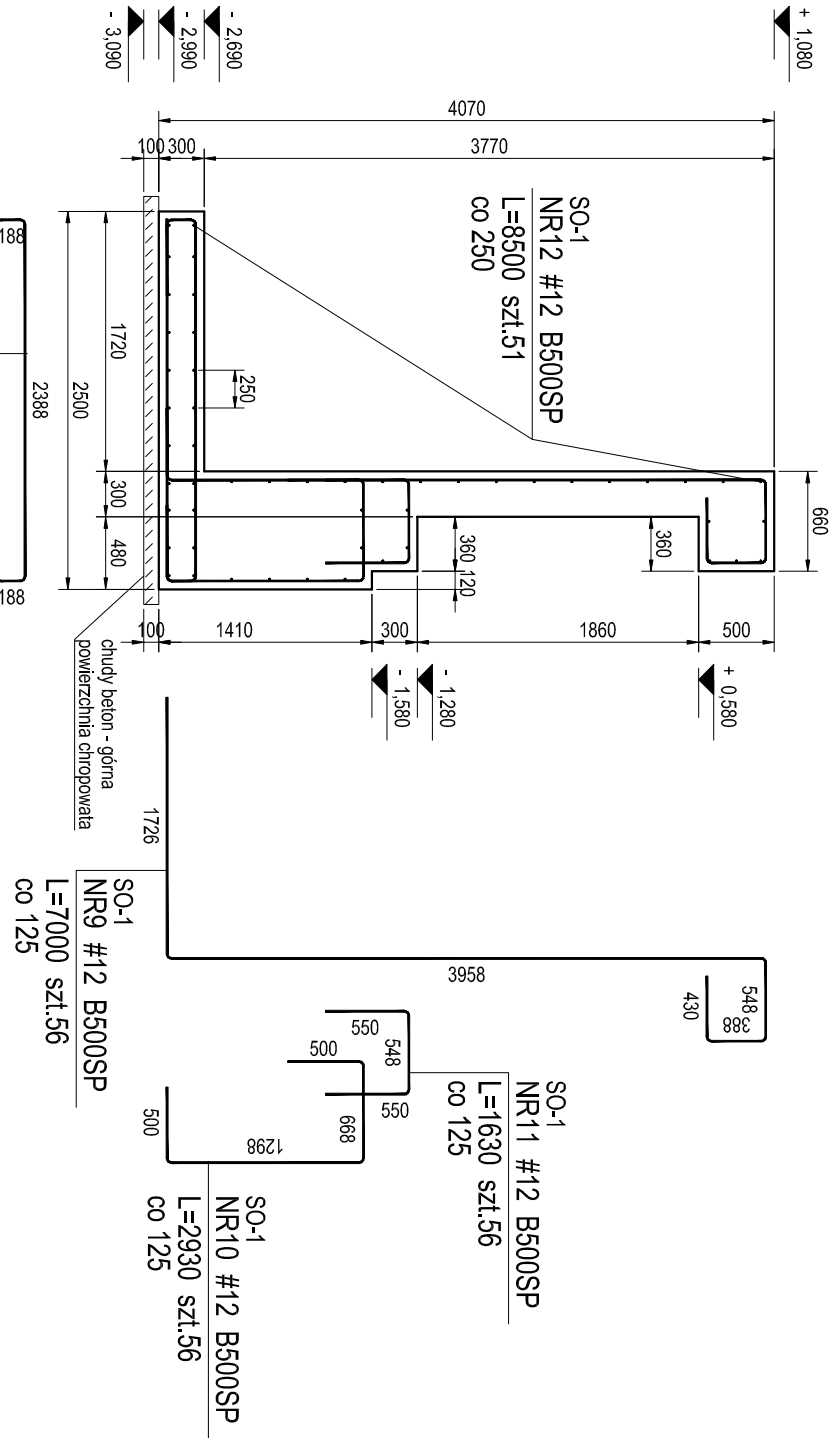 + 1,080
- 2,690
- 2,990
- 3,090
4070
3770
300
100
SO-1
NR12 #12 B500SP
L=8500 szt.51
co 250
660
360
360
120
250
1720
300
480
2500
500
1860
300
1410
100
+ 0,580
- 1,280
- 1,580
chudy beton - górna
powierzchnia chropowata
188
2388
188
1726
3958
548
388
430
SO-1
NR9 #12 B500SP
L=7000 szt.56
co 125
550
548
550
SO-1
NR11 #12 B500SP
L=1630 szt.56
co 125
500
668
1298
500
SO-1
NR10 #12 B500SP
L=2930 szt.56
co 125